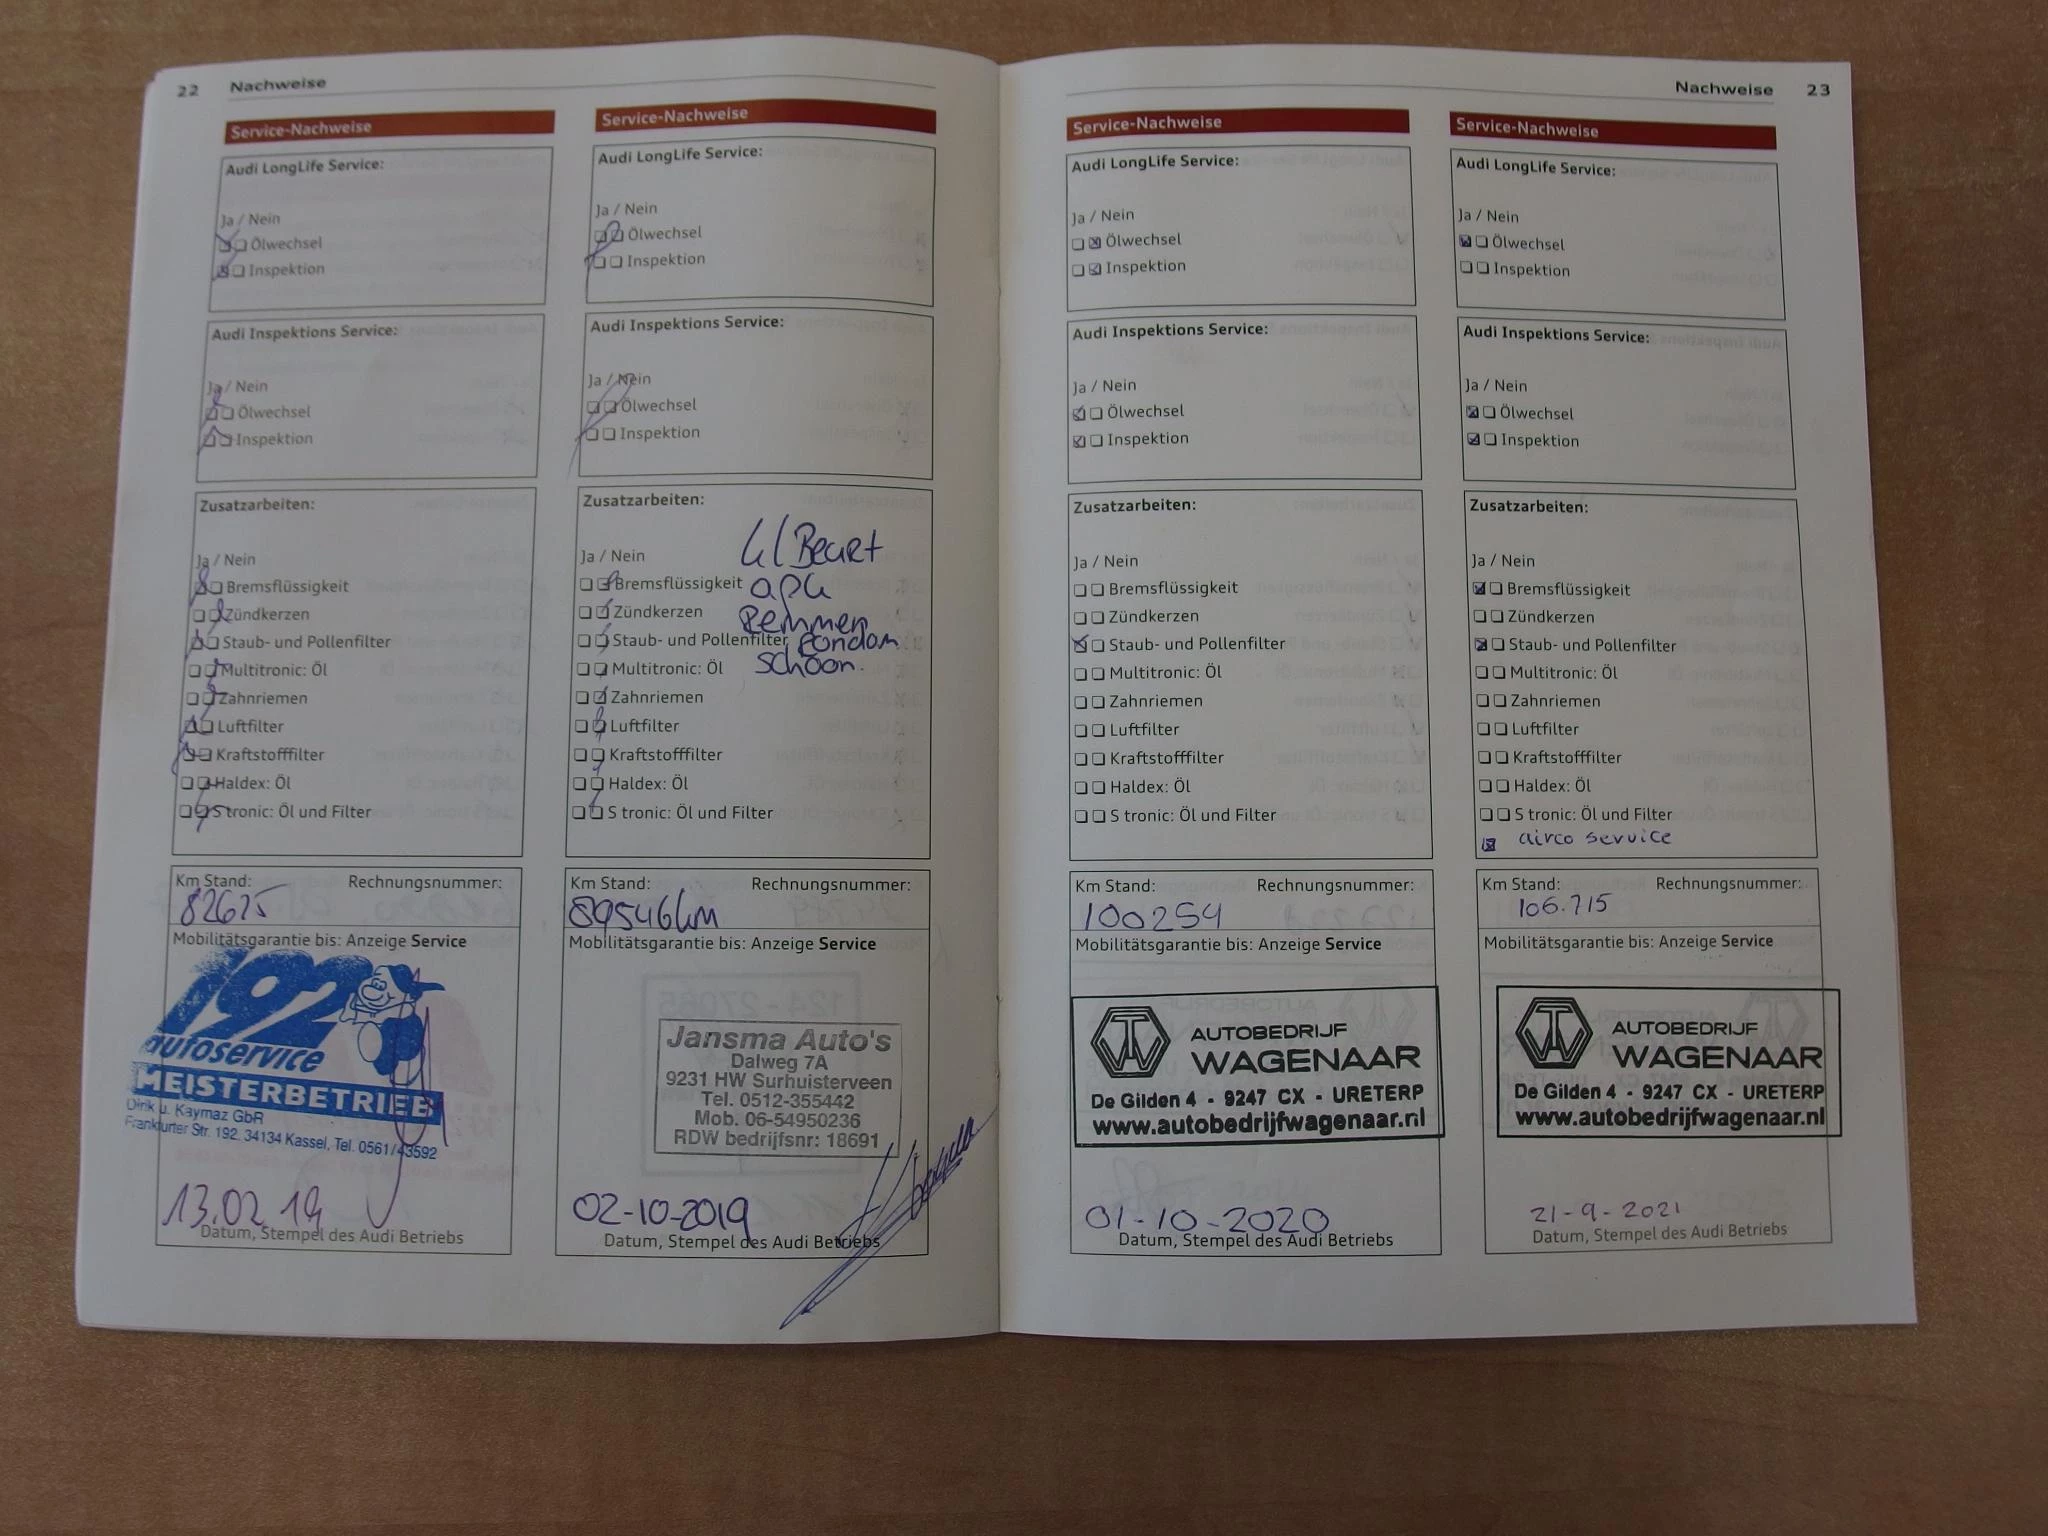 22 Nachweise
Service-Nachweise
Audi LongLife Service:
Ja / Nein
Ölwechsel
Inspektion
Audi Inspektions Service:
Ja / Nein
Ölwechsel
Inspektion
Zusatzarbeiten:
Ja / Nein
Bremsflüssigkeit
Zündkerzen
Staub- und Pollenfilter
Multitronic: Öl
Zahnriemen
Luftfilter
Kraftstofffilter
Haldex: Öl
S tronic: Öl und Filter
Km Stand: Rechnungsnummer:
82625
Mobilitätsgarantie bis: Anzeige Service
192
autoservice
MEISTERBETRIEB
Dirik u. Kaymaz GbR
Frankfurter Str. 192, 34134 Kassel, Tel. 0561/43592
13.02.19
Datum, Stempel des Audi Betriebs
Service-Nachweise
Audi LongLife Service:
Ja / Nein
Ölwechsel
Inspektion
Audi Inspektions Service:
Ja / Nein
Ölwechsel
Inspektion
Zusatzarbeiten:
Ja / Nein
Bremsflüssigkeit
Zündkerzen
Staub- und Pollenfilter
Multitronic: Öl
Zahnriemen
Luftfilter
Kraftstofffilter
Haldex: Öl
S tronic: Öl und Filter
Beurt
apk
Remmen
rondom
schoon.
Km Stand: Rechnungsnummer:
89546km
Mobilitätsgarantie bis: Anzeige Service
Jansma Auto's
Dalweg 7A
9231 HW Surhuisterveen
Tel. 0512-355442
Mob. 06-54950236
RDW bedrijfsnr: 18691
02-10-2019
Datum, Stempel des Audi Betriebs
Nachweise 23
Service-Nachweise
Audi LongLife Service:
Ja / Nein
Ölwechsel
Inspektion
Audi Inspektions Service:
Ja / Nein
Ölwechsel
Inspektion
Zusatzarbeiten:
Ja / Nein
Bremsflüssigkeit
Zündkerzen
Staub- und Pollenfilter
Multitronic: Öl
Zahnriemen
Luftfilter
Kraftstofffilter
Haldex: Öl
S tronic: Öl und Filter
Km Stand: Rechnungsnummer:
100254
Mobilitätsgarantie bis: Anzeige Service
AUTOBEDRIJF
WAGENAAR
De Gilden 4 - 9247 CX - URETERP
www.autobedrijfwagenaar.nl
01-10-2020
Datum, Stempel des Audi Betriebs
Service-Nachweise
Audi LongLife Service:
Ja / Nein
Ölwechsel
Inspektion
Audi Inspektions Service:
Ja / Nein
Ölwechsel
Inspektion
Zusatzarbeiten:
Ja / Nein
Bremsflüssigkeit
Zündkerzen
Staub- und Pollenfilter
Multitronic: Öl
Zahnriemen
Luftfilter
Kraftstofffilter
Haldex: Öl
S tronic: Öl und Filter
airco service
Km Stand: Rechnungsnummer:
106.715
Mobilitätsgarantie bis: Anzeige Service
AUTOBEDRIJF
WAGENAAR
De Gilden 4 - 9247 CX - URETERP
www.autobedrijfwagenaar.nl
21-9-2021
Datum, Stempel des Audi Betriebs